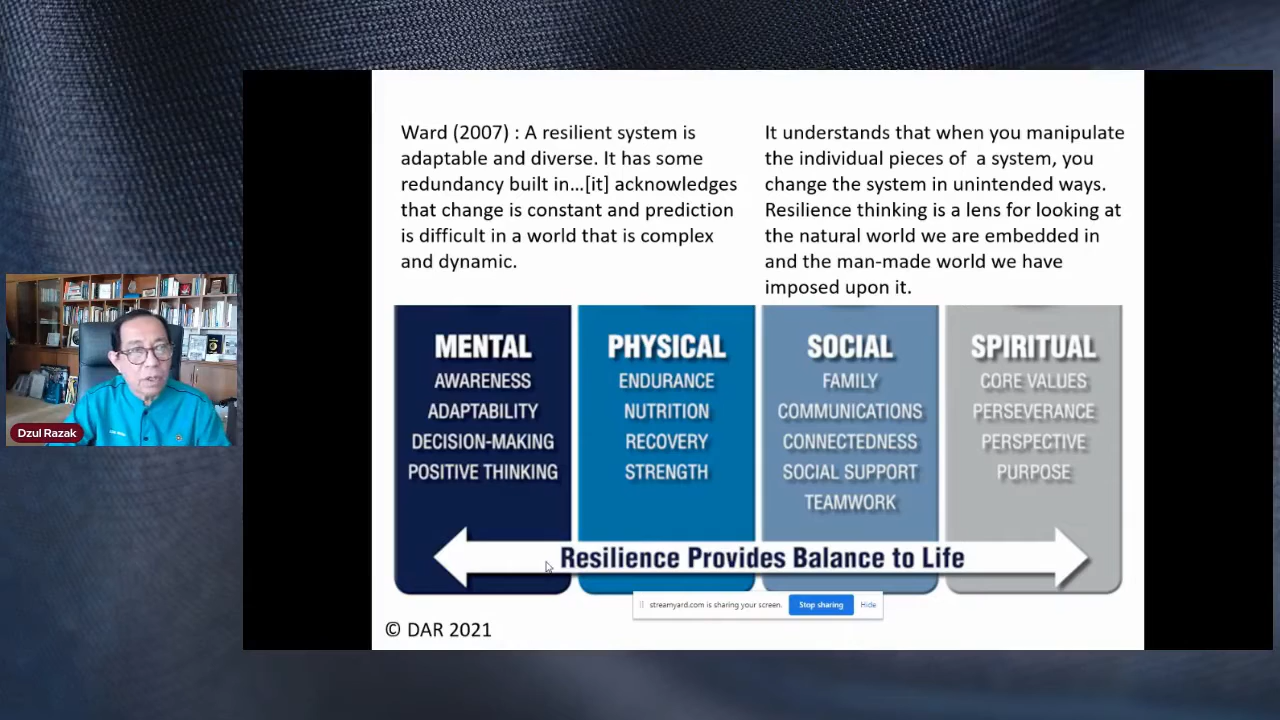 Ward (2007) : A resilient system is
adaptable and diverse. It has some
redundancy built in…[it] acknowledges
that change is constant and prediction
is difficult in a world that is complex
and dynamic.
It understands that when you manipulate
the individual pieces of  a system, you
change the system in unintended ways.
Resilience thinking is a lens for looking at
the natural world we are embedded in
and the man-made world we have
imposed upon it.
MENTAL
AWARENESS
ADAPTABILITY
DECISION-MAKING
POSITIVE THINKING
PHYSICAL
ENDURANCE
NUTRITION
RECOVERY
STRENGTH
SOCIAL
FAMILY
COMMUNICATIONS
CONNECTEDNESS
SOCIAL SUPPORT
TEAMWORK
SPIRITUAL
CORE VALUES
PERSEVERANCE
PERSPECTIVE
PURPOSE
Resilience Provides Balance to Life
streamyard.com is sharing your screen.
Stop sharing
Hide
© DAR 2021
Dzul Razak